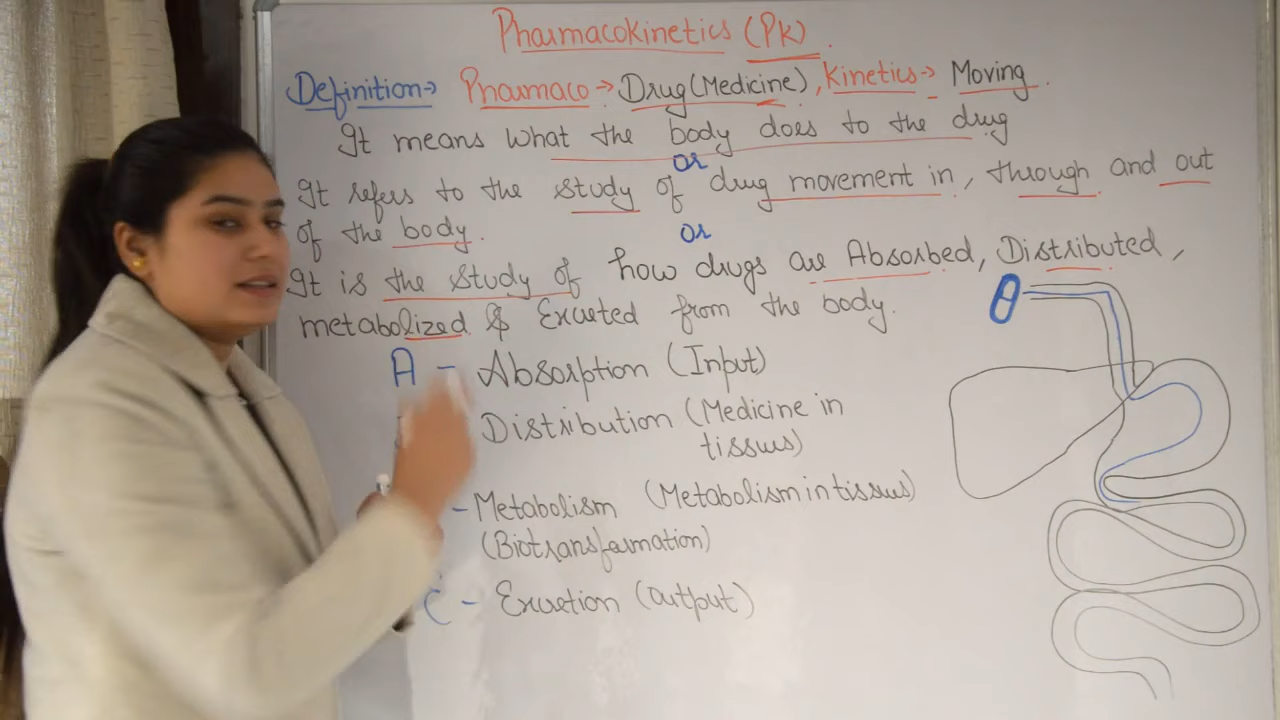 Pharmacokinetics (Pk).
Definition → Pharmaco → Drug (Medicine), Kinetics → Moving.
It means what the body does to the drug
or
It refers to the study of drug movement in, through and out
of the body.
or
It is the study of how drugs are Absorbed, Distributed,
metabolized & Excreted from the body.
A - Absorption (Input)
Distribution (Medicine in
tissues)
- Metabolism (Metabolism in tissues)
(Biotransformation)
E - Excretion (output)